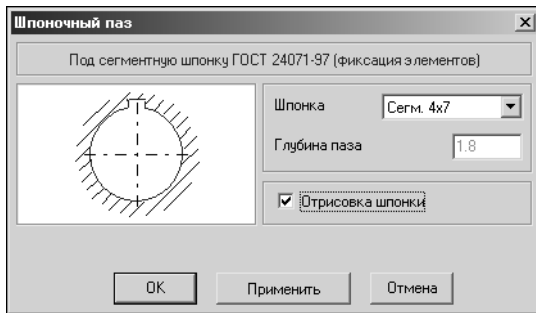 Шпоночный паз
Под сегментную шпонку ГОСТ 24071-97 (фиксация элементов)
Шпонка Сегм. 4x7
Глубина паза 1.8
Отрисовка шпонки
OK Применить Отмена